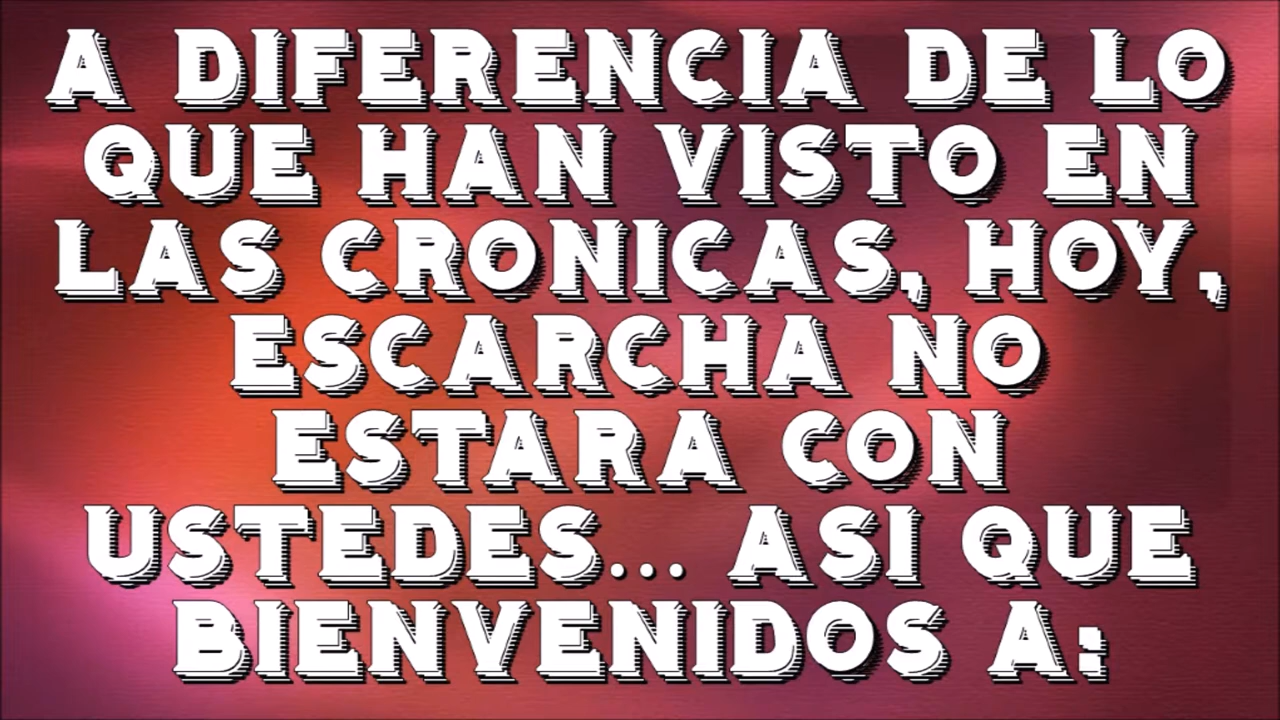 A DIFERENCIA DE LO
QUE HAN VISTO EN
LAS CRONICAS, HOY,
ESCARCHA NO
ESTARA CON
USTEDES... ASI QUE
BIENVENIDOS A: